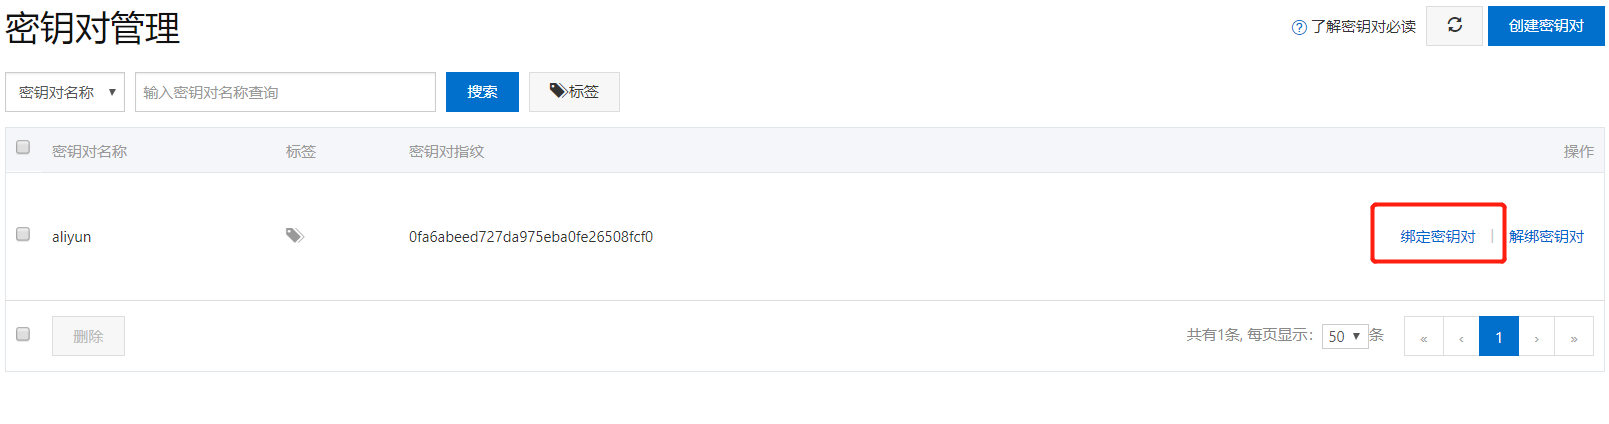 密钥对管理
了解密钥对必读
创建密钥对
密钥对名称
输入密钥对名称查询
搜索
标签
密钥对名称 标签 密钥对指纹 操作
aliyun 0fa6abeed727da975eba0fe26508fcf0 绑定密钥对 | 解绑密钥对
删除 共有1条, 每页显示: 50 条 « ‹ 1 › »